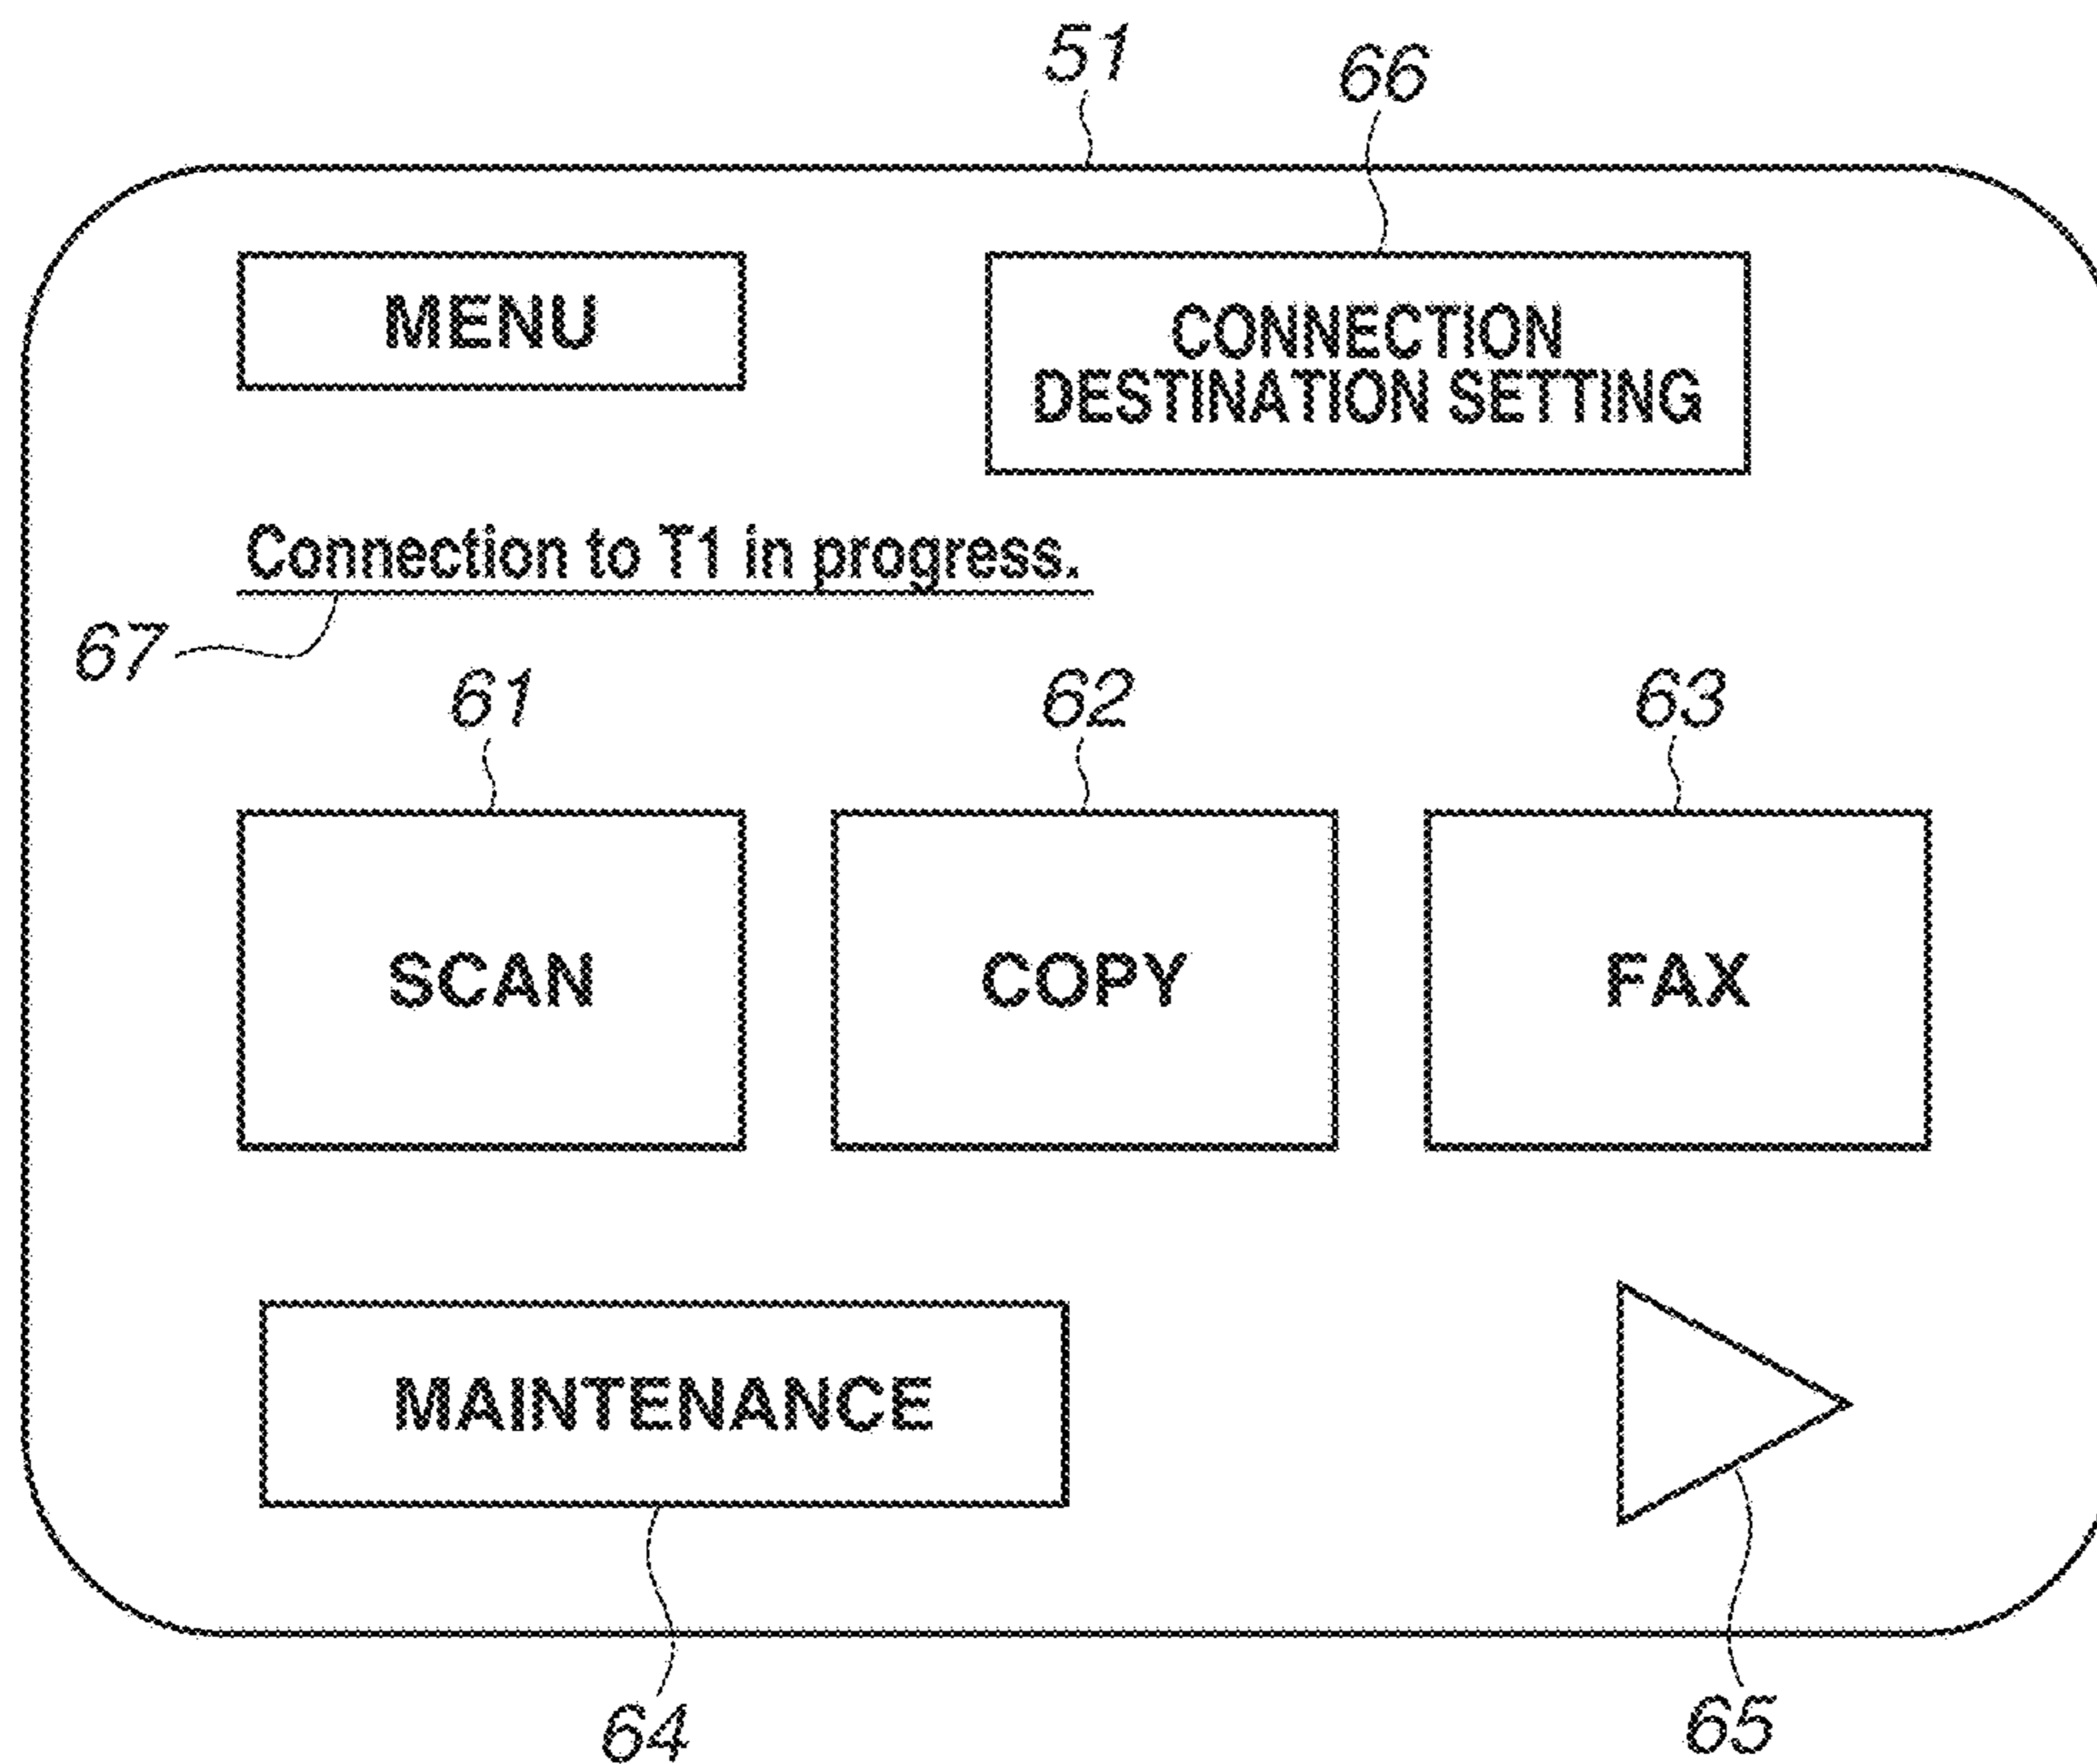 51
66
MENU
CONNECTION
DESTINATION SETTING
Connection to T1 in progress.
67
61
62
63
SCAN
COPY
FAX
MAINTENANCE
64
65